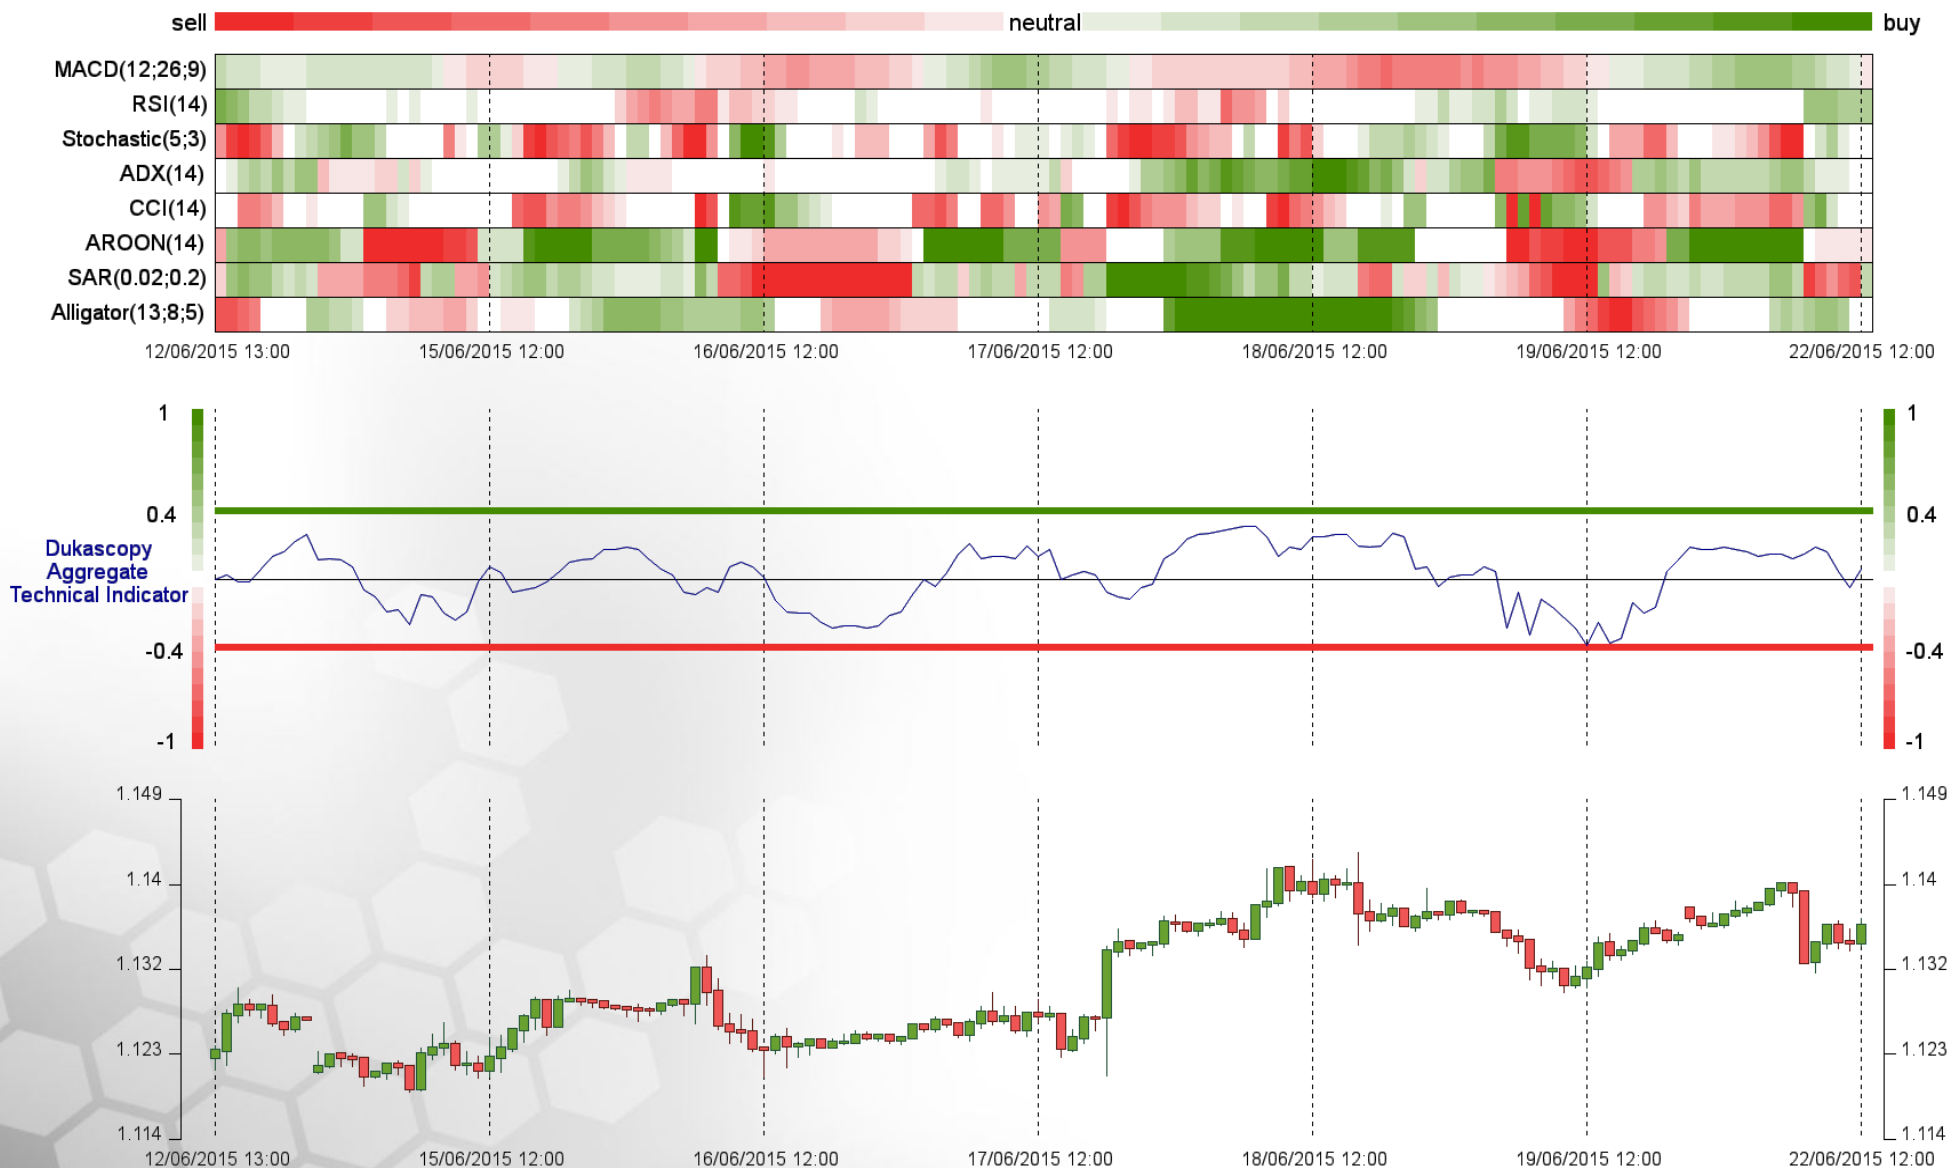 sell neutral buy
MACD(12;26;9)
RSI(14)
Stochastic(5;3)
ADX(14)
CCI(14)
AROON(14)
SAR(0.02;0.2)
Alligator(13;8;5)
12/06/2015 13:00 15/06/2015 12:00 16/06/2015 12:00 17/06/2015 12:00 18/06/2015 12:00 19/06/2015 12:00 22/06/2015 12:00
1 1
0.4 0.4
Dukascopy
Aggregate
Technical Indicator
-0.4 -0.4
-1 -1
1.149 1.149
1.14 1.14
1.132 1.132
1.123 1.123
1.114 1.114
12/06/2015 13:00 15/06/2015 12:00 16/06/2015 12:00 17/06/2015 12:00 18/06/2015 12:00 19/06/2015 12:00 22/06/2015 12:00